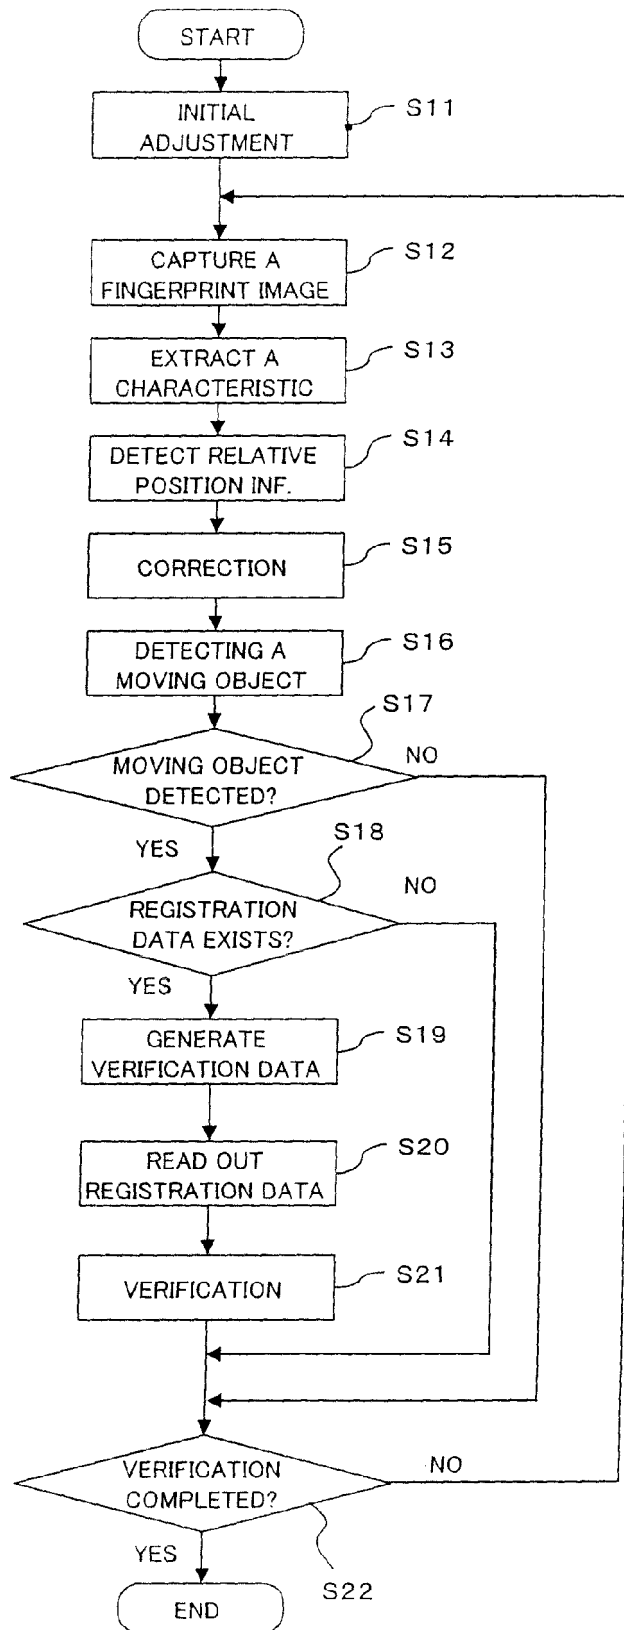 START
INITIAL
ADJUSTMENT
S11
CAPTURE A
FINGERPRINT IMAGE
S12
EXTRACT A
CHARACTERISTIC
S13
DETECT RELATIVE
POSITION INF.
S14
CORRECTION
S15
DETECTING A
MOVING OBJECT
S16
MOVING OBJECT
DETECTED?
S17
NO
YES
REGISTRATION
DATA EXISTS?
S18
NO
YES
GENERATE
VERIFICATION DATA
S19
READ OUT
REGISTRATION DATA
S20
VERIFICATION
S21
VERIFICATION
COMPLETED?
NO
YES
S22
END